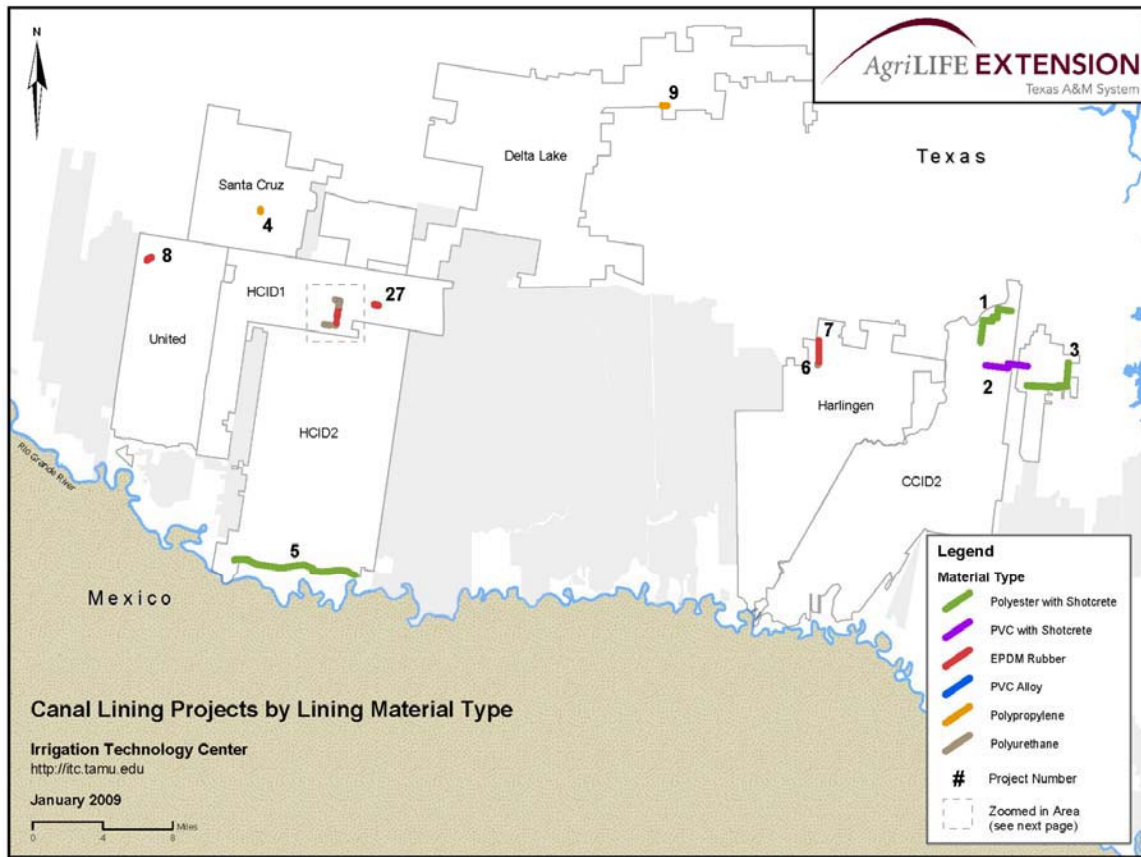 N
AgriLIFE EXTENSION
Texas A&M System
9
Delta Lake
Texas
Santa Cruz
4
8
HCID1
27
United
1
7
3
6
2
Harlingen
HCID2
CCID2
Rio Grande River
5
Mexico
Legend
Material Type
Polyester with Shotcrete
PVC with Shotcrete
EPDM Rubber
PVC Alloy
Polypropylene
Polyurethane
# Project Number
Zoomed in Area
(see next page)
Canal Lining Projects by Lining Material Type
Irrigation Technology Center
http://itc.tamu.edu
January 2009
Miles
0 4 8